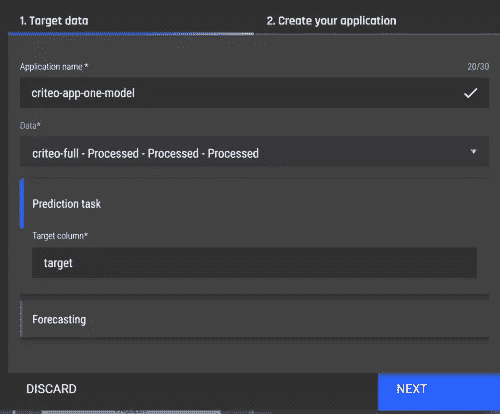 1. Target data
2. Create your application
Application name *
20/30
criteo-app-one-model
Data*
criteo-full - Processed - Processed - Processed
Prediction task
Target column*
target
Forecasting
DISCARD
NEXT